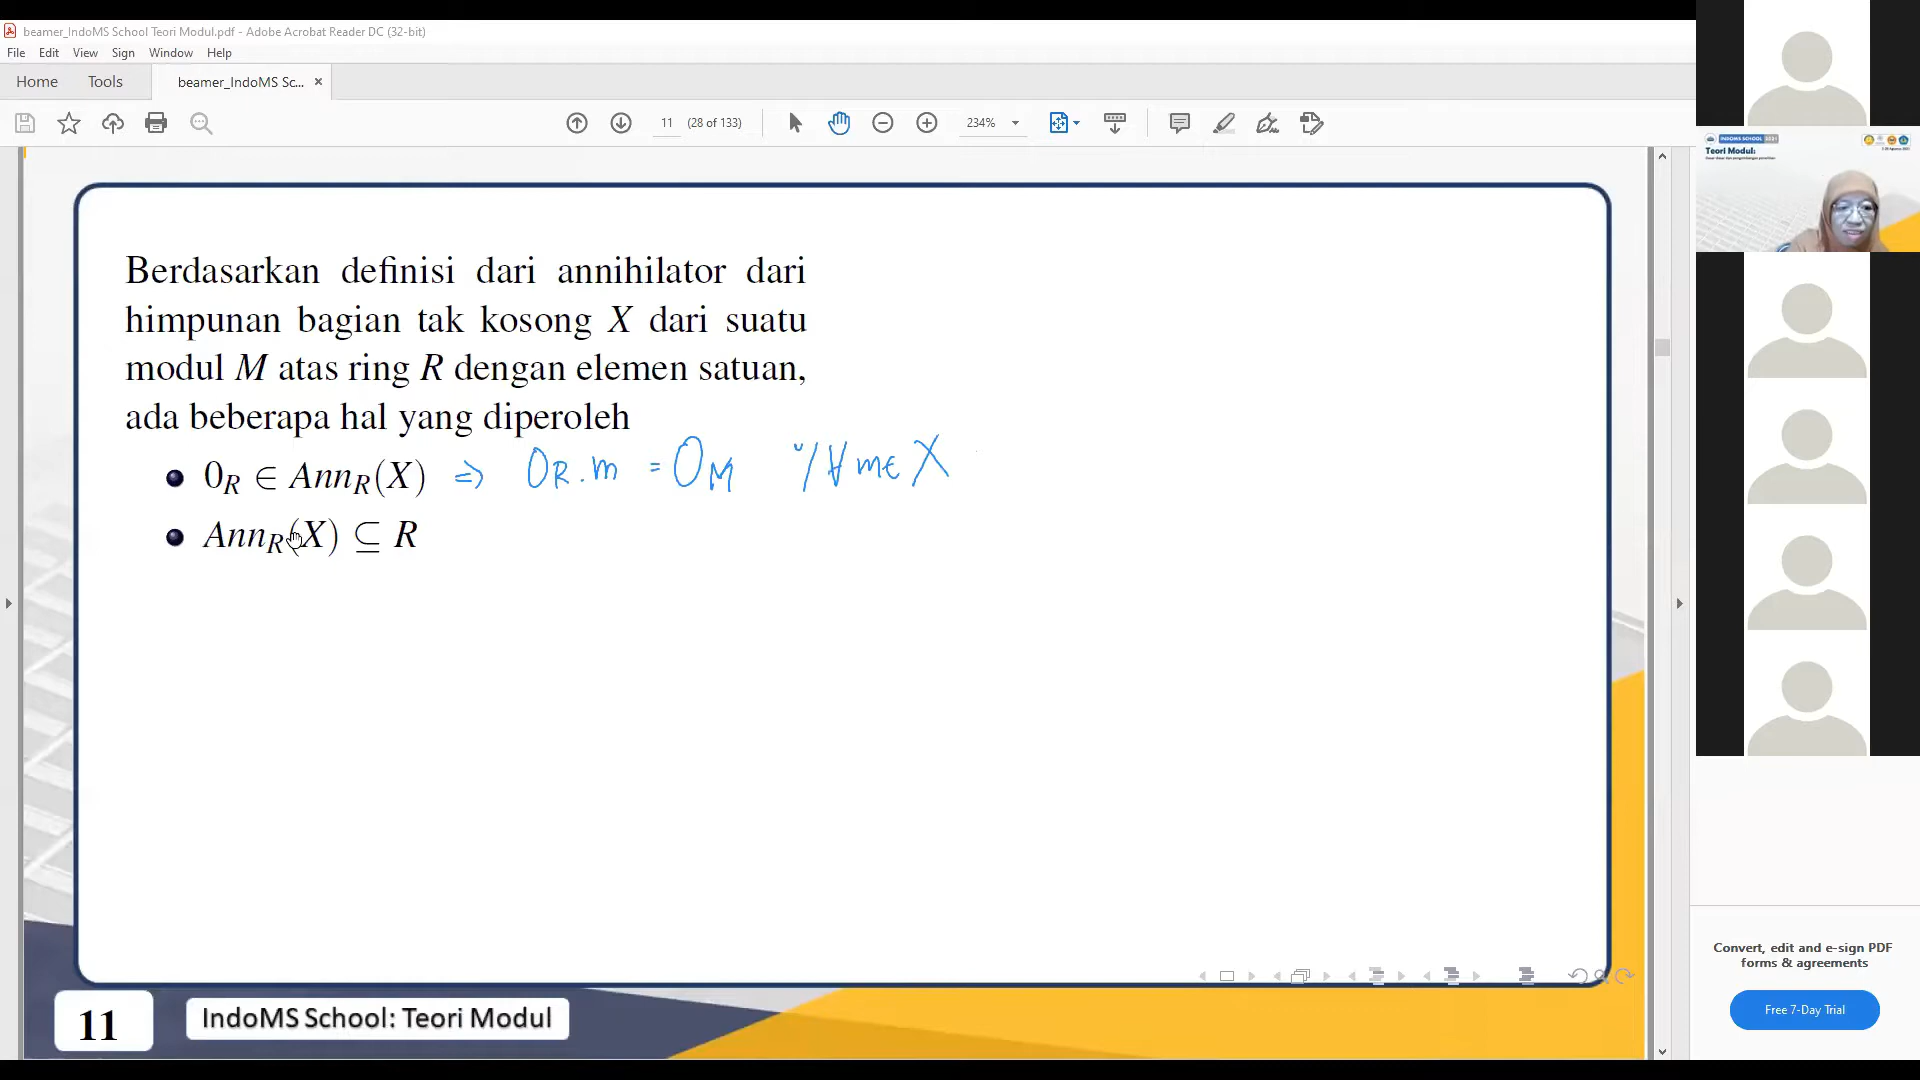 beamer_IndoMS School Teori Modul.pdf - Adobe Acrobat Reader DC (32-bit)
File Edit View Sign Window Help
Home Tools beamer_IndoMS Sc... ×
11 (28 of 133) 234%
INDOMS SCHOOL
Teori Modul:
Berdasarkan definisi dari annihilator dari
himpunan bagian tak kosong X dari suatu
modul M atas ring R dengan elemen satuan,
ada beberapa hal yang diperoleh
• 0_R ∈ Ann_R(X) ⇒ 0_R . m = 0_M u/ ∀ m ∈ X
• Ann_R(X) ⊆ R
11 IndoMS School: Teori Modul
Convert, edit and e-sign PDF
forms & agreements
Free 7-Day Trial